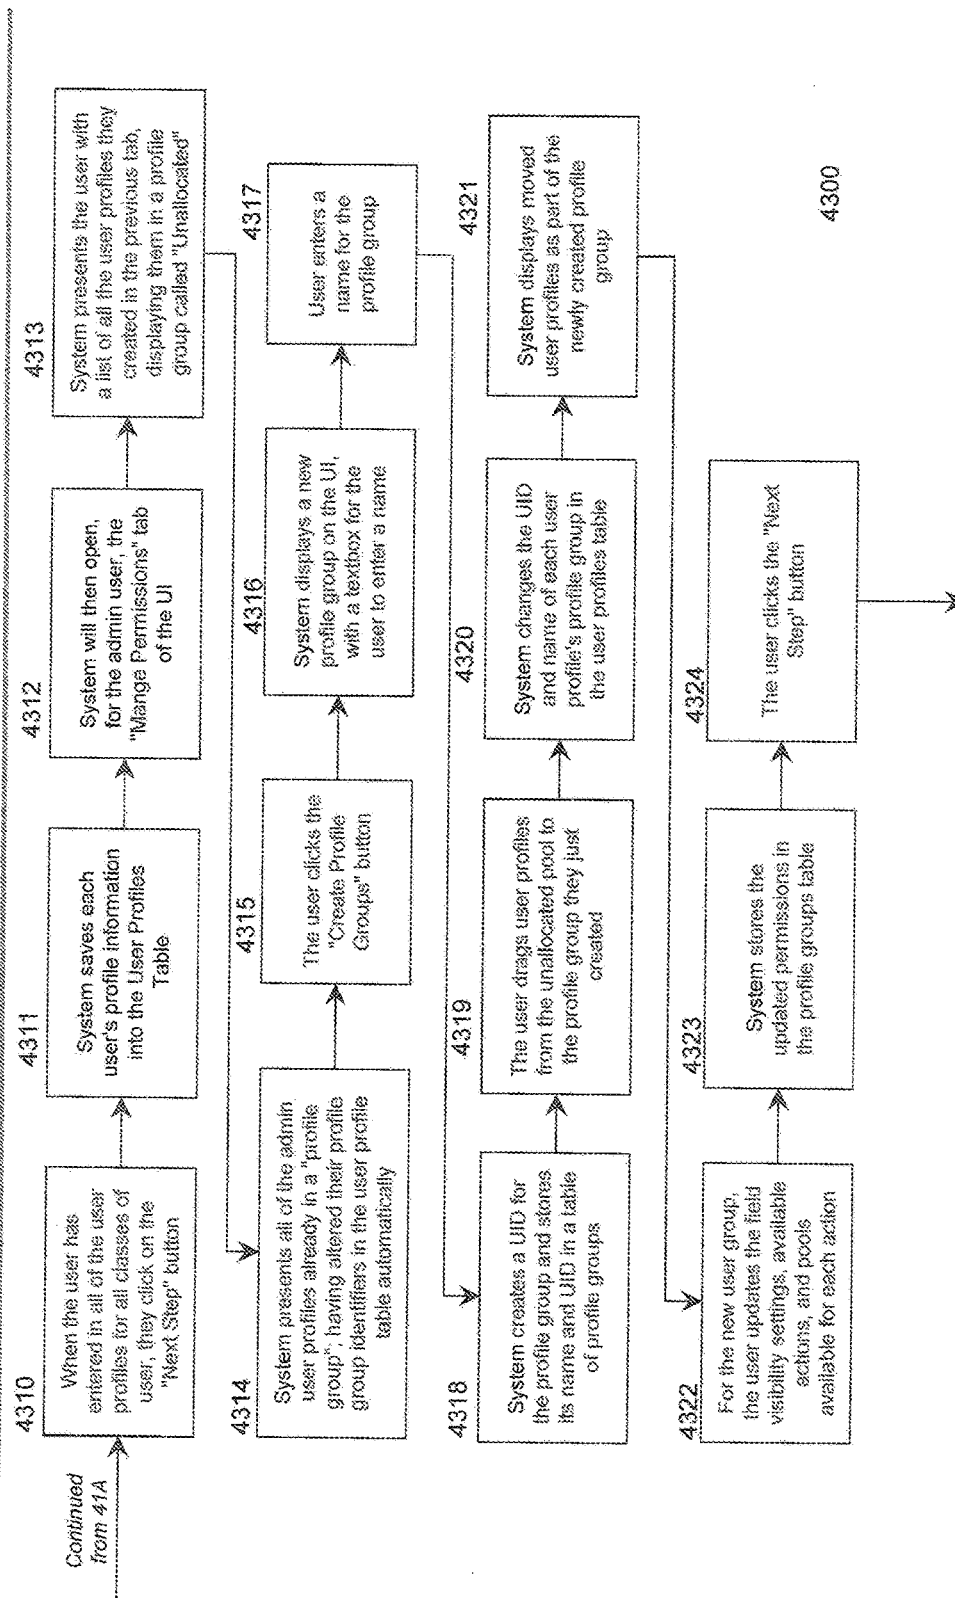 Continued
from 41A
4310
When the user has
entered in all of the user
profiles for all classes of
user, they click on the
"Next Step" button
4311
System saves each
user's profile information
into the User Profiles
Table
4312
System will then open,
for the admin user, the
"Mange Permissions" tab
of the UI
4313
System presents the user with
a list of all the user profiles they
created in the previous tab,
displaying them in a profile
group called "Unallocated"
4314
System presents all of the admin
user profiles already in a "profile
group"; having altered their profile
group identifiers in the user profile
table automatically
4315
The user clicks the
"Create Profile
Groups" button
4316
System displays a new
profile group on the UI,
with a textbox for the
user to enter a name
4317
User enters a
name for the
profile group
4318
System creates a UID for
the profile group and stores
its name and UID in a table
of profile groups
4319
The user drags user profiles
from the unallocated pool to
the profile group they just
created
4320
System changes the UID
and name of each user
profile's profile group in
the user profiles table
4321
System displays moved
user profiles as part of the
newly created profile
group
4322
For the new user group,
the user updates the field
visibility settings, available
actions, and pools
available for each action
4323
System stores the
updated permissions in
the profile groups table
4324
The user clicks the "Next
Step" button
4300